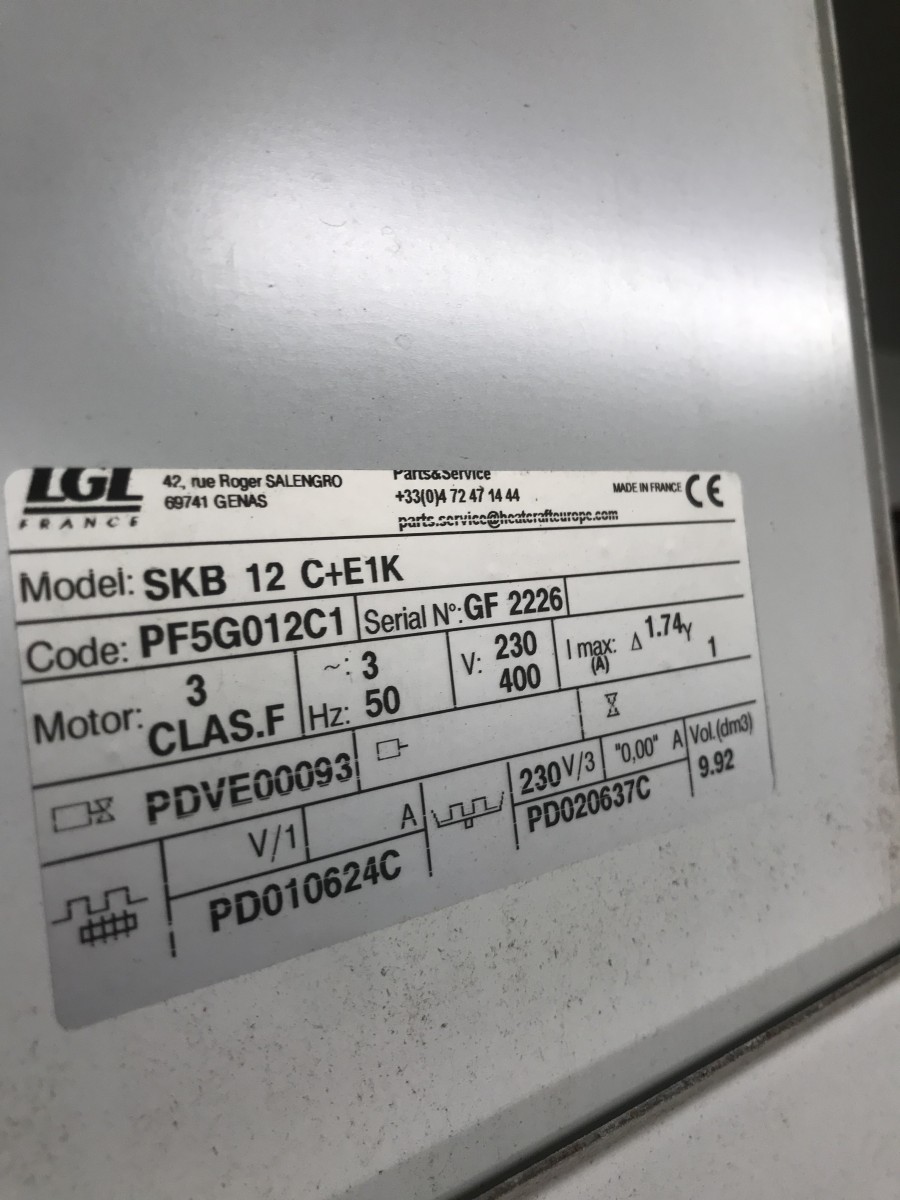 LGL
FRANCE
42, rue Roger SALENGRO
69741 GENAS
Parts&Service
+33(0)4 72 47 14 44
parts.service@heatcrafteurope.com
MADE IN FRANCE CE
Model: SKB 12 C+E1K
Code: PF5G012C1 Serial N°: GF 2226
Motor: 3 CLAS.F
~: 3
Hz: 50
V: 230
400
I max: Δ 1.74 Y 1
(A)
PDVE00093
V/1 A
PD010624C
230V/3 "0,00" A
PD020637C
Vol.(dm3)
9.92